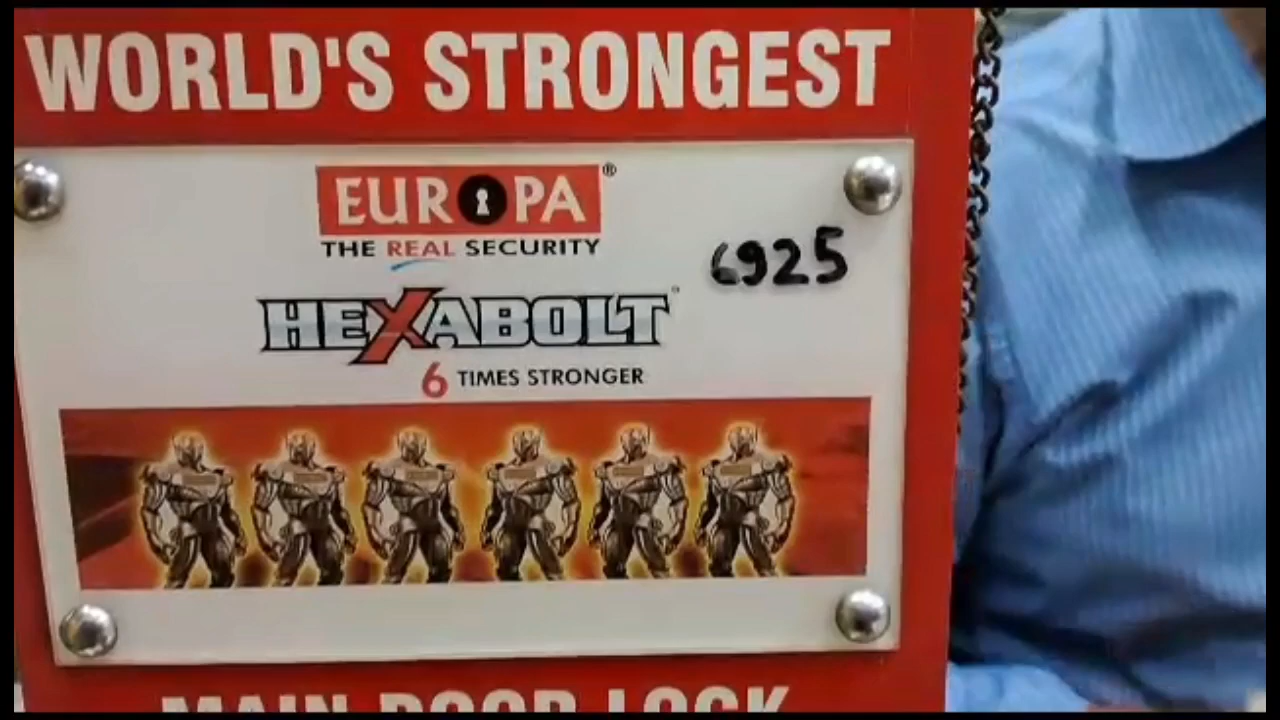 WORLD'S STRONGEST
EUROPA®
THE REAL SECURITY
6925
HEXABOLT
6 TIMES STRONGER
MAIN DOOR LOCK